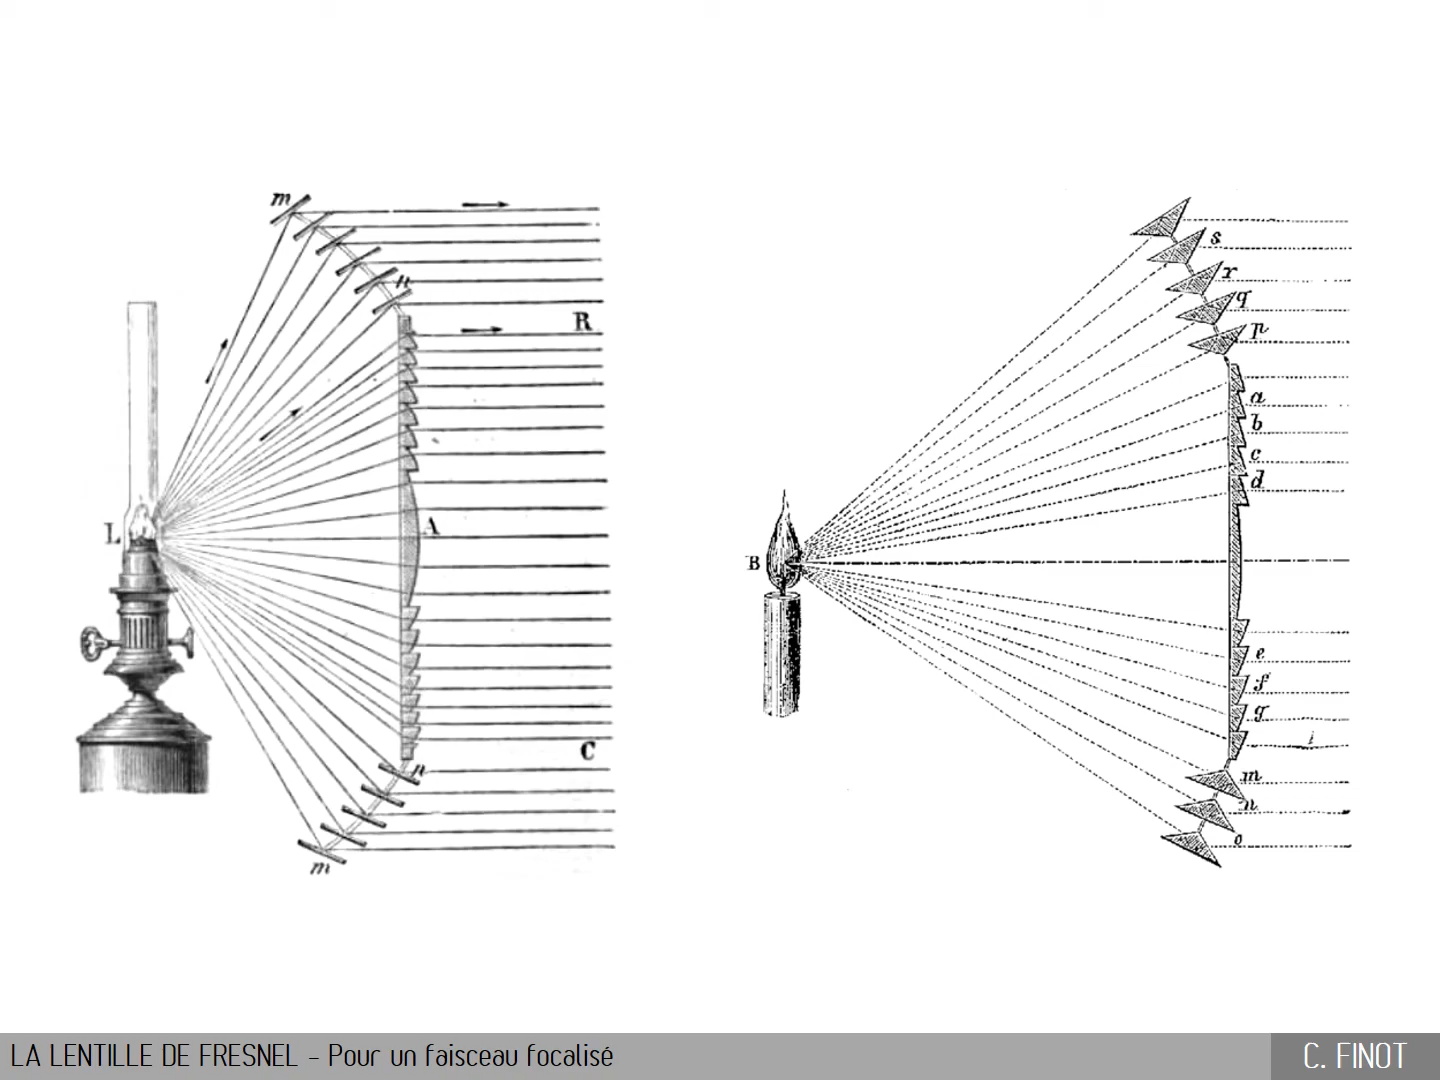 m
n
R
L
A
C
n
m
s
r
q
p
a
b
c
d
B
e
f
g
i
m
n
o
LA LENTILLE DE FRESNEL - Pour un faisceau focalisé
C. FINOT